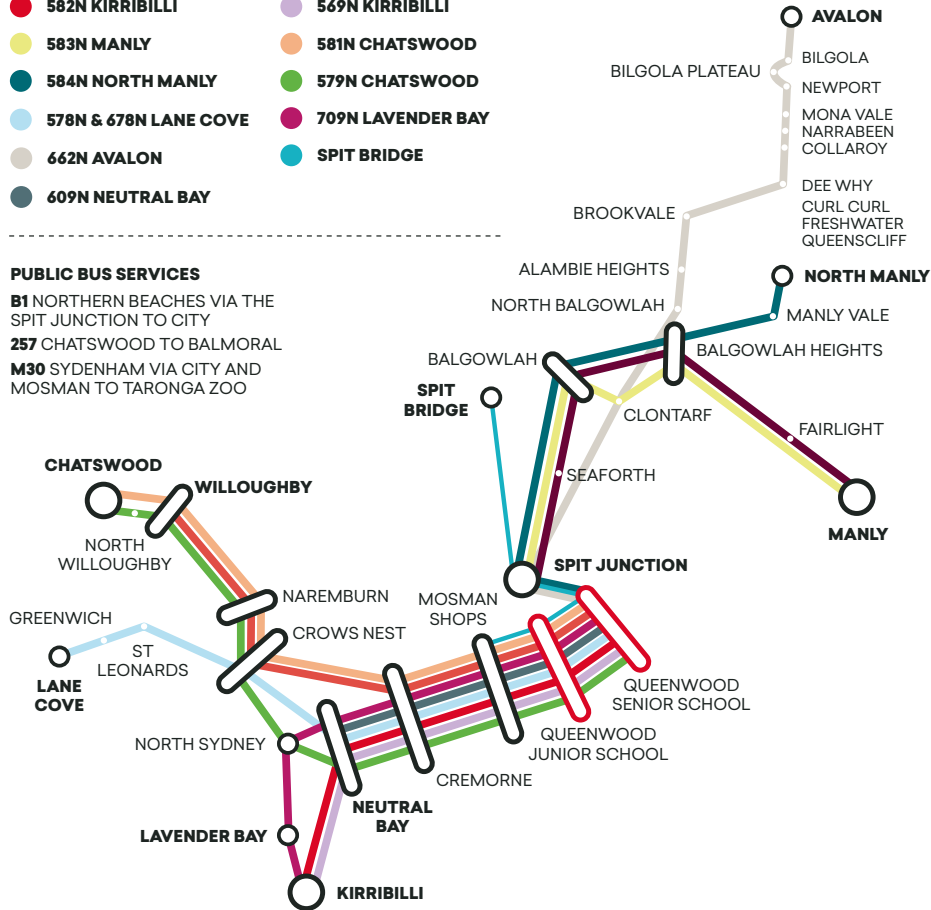 582N KIRRIBILLI
569N KIRRIBILLI
583N MANLY
581N CHATSWOOD
584N NORTH MANLY
579N CHATSWOOD
578N & 678N LANE COVE
709N LAVENDER BAY
662N AVALON
SPIT BRIDGE
609N NEUTRAL BAY
PUBLIC BUS SERVICES
B1 NORTHERN BEACHES VIA THE
SPIT JUNCTION TO CITY
257 CHATSWOOD TO BALMORAL
M30 SYDENHAM VIA CITY AND
MOSMAN TO TARONGA ZOO
AVALON
BILGOLA
BILGOLA PLATEAU
NEWPORT
MONA VALE
NARRABEEN
COLLAROY
DEE WHY
CURL CURL
FRESHWATER
QUEENSCLIFF
BROOKVALE
ALAMBIE HEIGHTS
NORTH MANLY
NORTH BALGOWLAH
MANLY VALE
BALGOWLAH
BALGOWLAH HEIGHTS
SPIT
BRIDGE
CLONTARF
FAIRLIGHT
SEAFORTH
MANLY
CHATSWOOD
WILLOUGHBY
NORTH
WILLOUGHBY
SPIT JUNCTION
NAREMBURN
MOSMAN
SHOPS
GREENWICH
CROWS NEST
ST
LEONARDS
LANE
COVE
QUEENWOOD
SENIOR SCHOOL
QUEENWOOD
JUNIOR SCHOOL
NORTH SYDNEY
CREMORNE
NEUTRAL
BAY
LAVENDER BAY
KIRRIBILLI